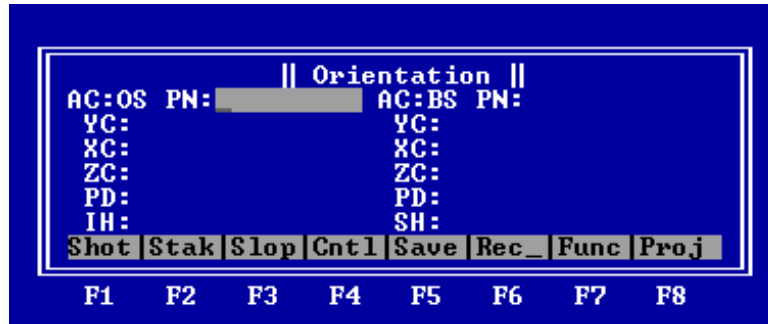 || Orientation ||
AC:OS PN:_ AC:BS PN:
YC: YC:
XC: XC:
ZC: ZC:
PD: PD:
IH: SH:
Shot|Stak|Slop|Cntl|Save|Rec_|Func|Proj
F1 F2 F3 F4 F5 F6 F7 F8